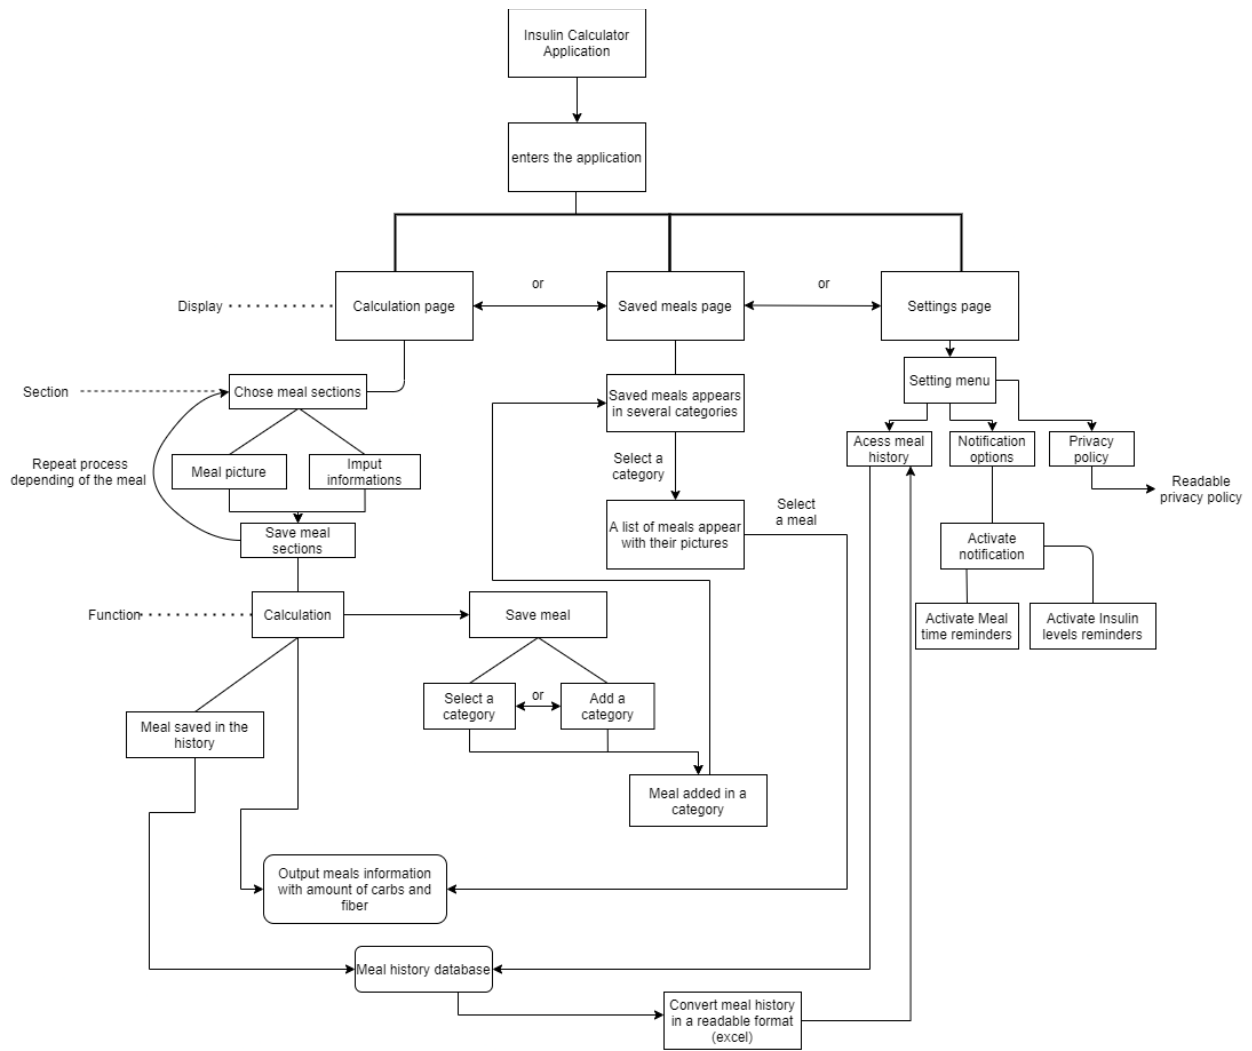 Insulin Calculator
Application
enters the application
or
or
Display
Calculation page
Saved meals page
Settings page
Section
Chose meal sections
Saved meals appears
in several categories
Setting menu
Acess meal
history
Notification
options
Privacy
policy
Repeat process
depending of the meal
Meal picture
Imput
informations
Select a
category
Readable
privacy policy
Save meal
sections
A list of meals appear
with their pictures
Select
a meal
Activate
notification
Function
Calculation
Save meal
Activate Meal
time reminders
Activate Insulin
levels reminders
Select a
category
or
Add a
category
Meal saved in the
history
Meal added in a
category
Output meals information
with amount of carbs and
fiber
Meal history database
Convert meal history
in a readable format
(excel)